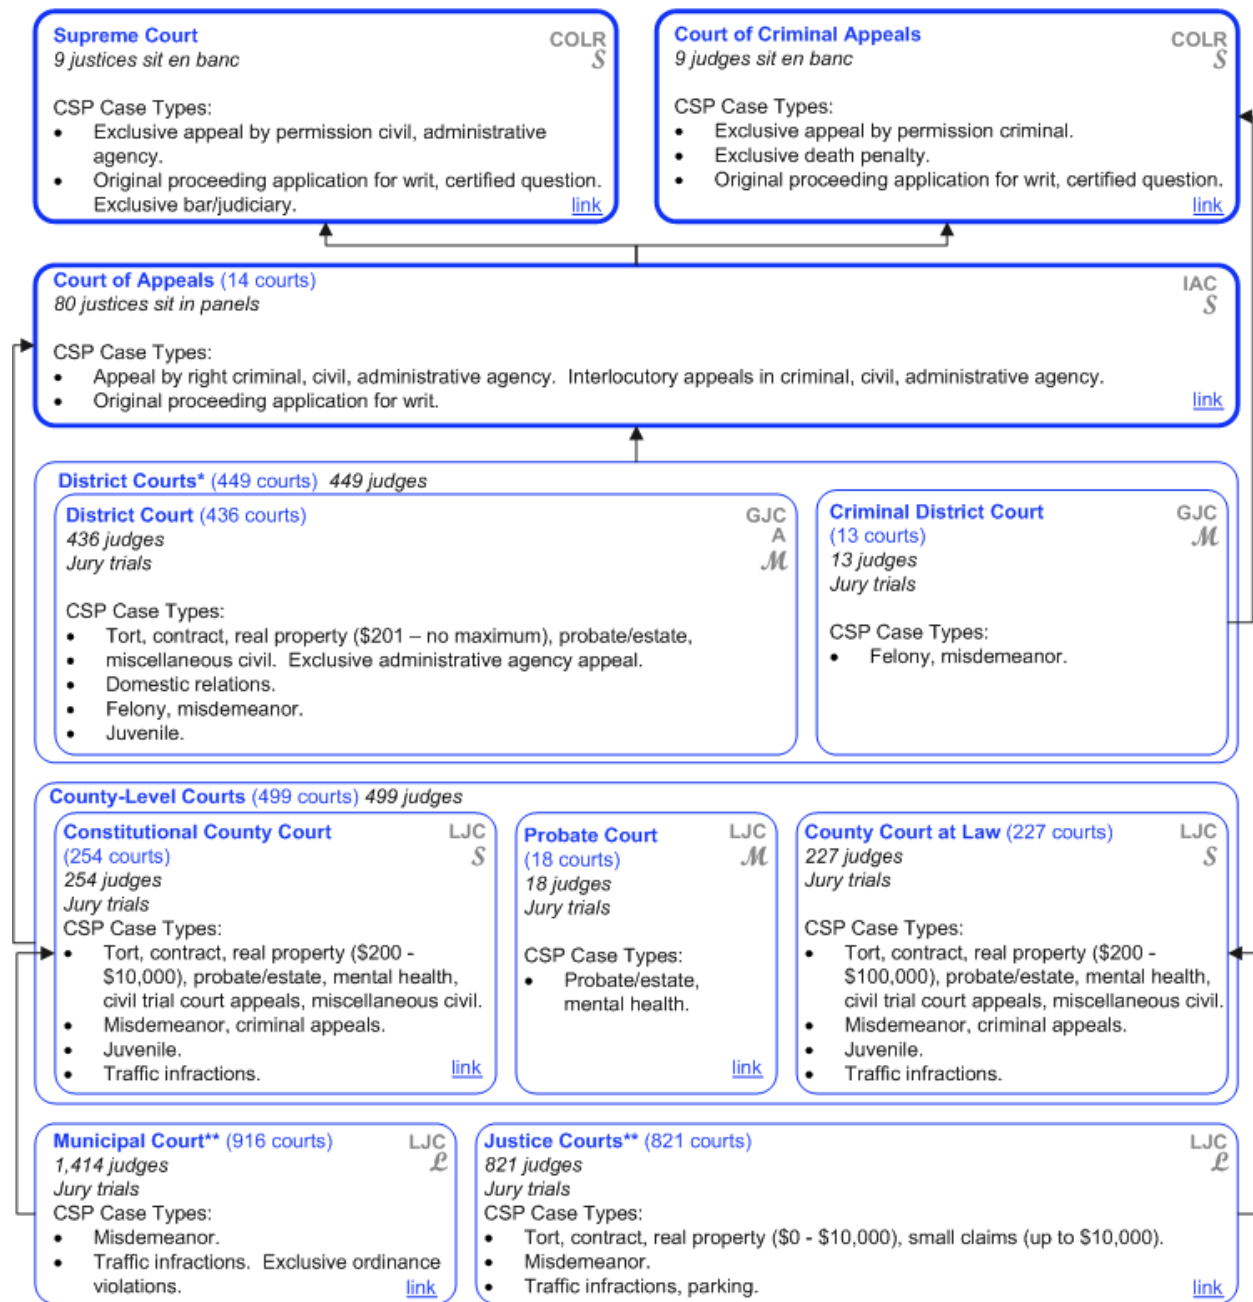 Supreme Court
COLR
9 justices sit en banc
S
CSP Case Types:
• Exclusive appeal by permission civil, administrative
agency.
• Original proceeding application for writ, certified question.
Exclusive bar/judiciary.
link
Court of Criminal Appeals
COLR
9 judges sit en banc
S
CSP Case Types:
• Exclusive appeal by permission criminal.
• Exclusive death penalty.
• Original proceeding application for writ, certified question.
link
Court of Appeals (14 courts)
IAC
80 justices sit in panels
S
CSP Case Types:
• Appeal by right criminal, civil, administrative agency. Interlocutory appeals in criminal, civil, administrative agency.
• Original proceeding application for writ.
link
District Courts* (449 courts) 449 judges
District Court (436 courts)
GJC
436 judges
A
Jury trials
M
CSP Case Types:
• Tort, contract, real property ($201 – no maximum), probate/estate,
• miscellaneous civil. Exclusive administrative agency appeal.
• Domestic relations.
• Felony, misdemeanor.
• Juvenile.
Criminal District Court
GJC
(13 courts)
M
13 judges
Jury trials
CSP Case Types:
• Felony, misdemeanor.
County-Level Courts (499 courts) 499 judges
Constitutional County Court
LJC
(254 courts)
S
254 judges
Jury trials
CSP Case Types:
• Tort, contract, real property ($200 -
$10,000), probate/estate, mental health,
civil trial court appeals, miscellaneous civil.
• Misdemeanor, criminal appeals.
• Juvenile.
• Traffic infractions.
link
Probate Court
LJC
(18 courts)
M
18 judges
Jury trials
CSP Case Types:
• Probate/estate,
mental health.
link
County Court at Law (227 courts)
LJC
227 judges
S
Jury trials
CSP Case Types:
• Tort, contract, real property ($200 -
$100,000), probate/estate, mental health,
civil trial court appeals, miscellaneous civil.
• Misdemeanor, criminal appeals.
• Juvenile.
• Traffic infractions.
Municipal Court** (916 courts)
LJC
1,414 judges
L
Jury trials
CSP Case Types:
• Misdemeanor.
• Traffic infractions. Exclusive ordinance
violations.
link
Justice Courts** (821 courts)
LJC
821 judges
L
Jury trials
CSP Case Types:
• Tort, contract, real property ($0 - $10,000), small claims (up to $10,000).
• Misdemeanor.
• Traffic infractions, parking.
link